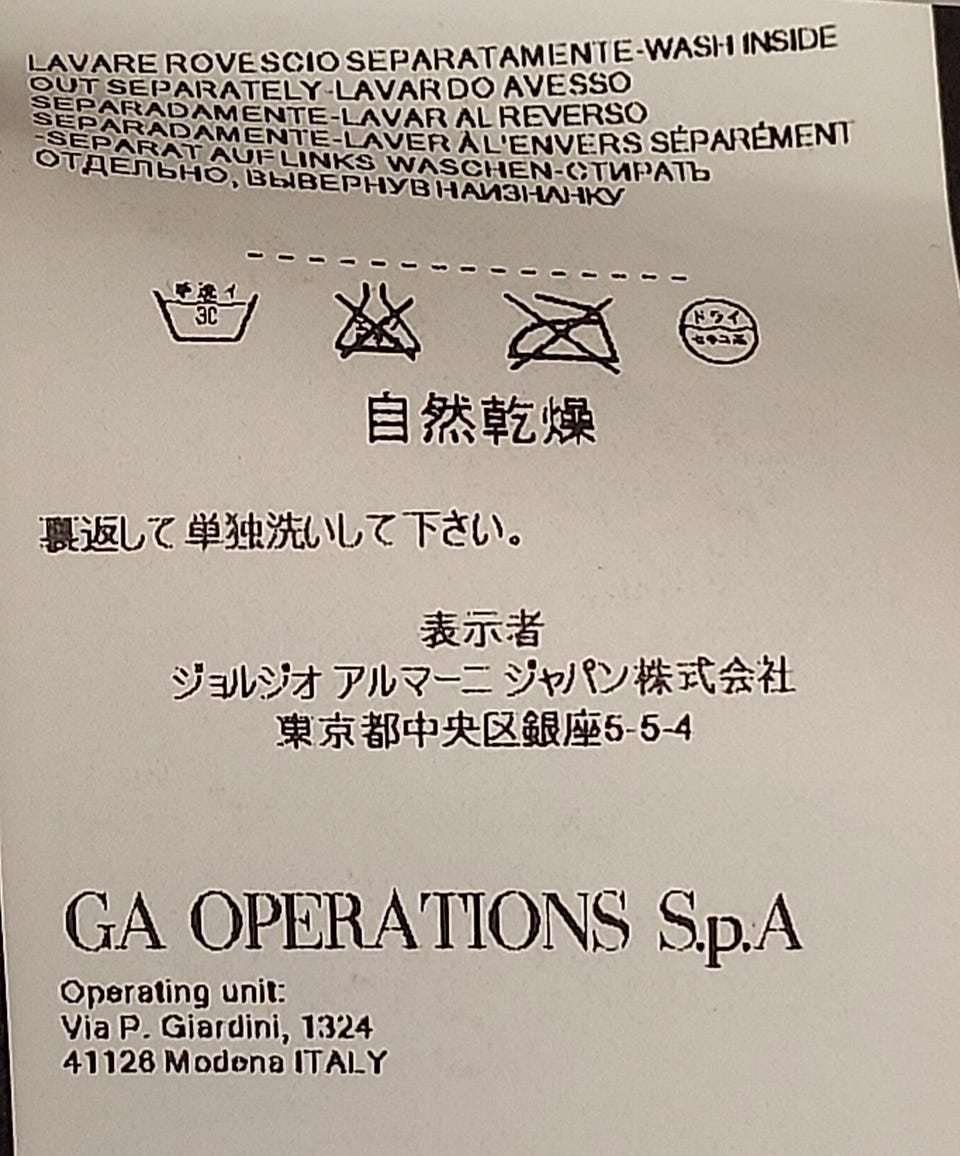 LAVARE ROVESCIO SEPARATAMENTE-WASH INSIDE
OUT SEPARATELY-LAVAR DO AVESSO
SEPARADAMENTE-LAVAR AL REVERSO
SEPARADAMENTE-LAVER À L'ENVERS SÉPARÉMENT
-SEPARAT AUF LINKS WASCHEN-СТИРАТЬ
ОТДЕЛЬНО, ВЫВЕРНУВ НАИЗНАНКУ
手洗イ
30
ドライ
セキユ系
自然乾燥
裏返して 単独洗いして下さい。
表示者
ジョルジオ アルマーニ ジャパン株式会社
東京都中央区銀座5-5-4
GA OPERATIONS S.p.A
Operating unit:
Via P. Giardini, 1324
41126 Modena ITALY